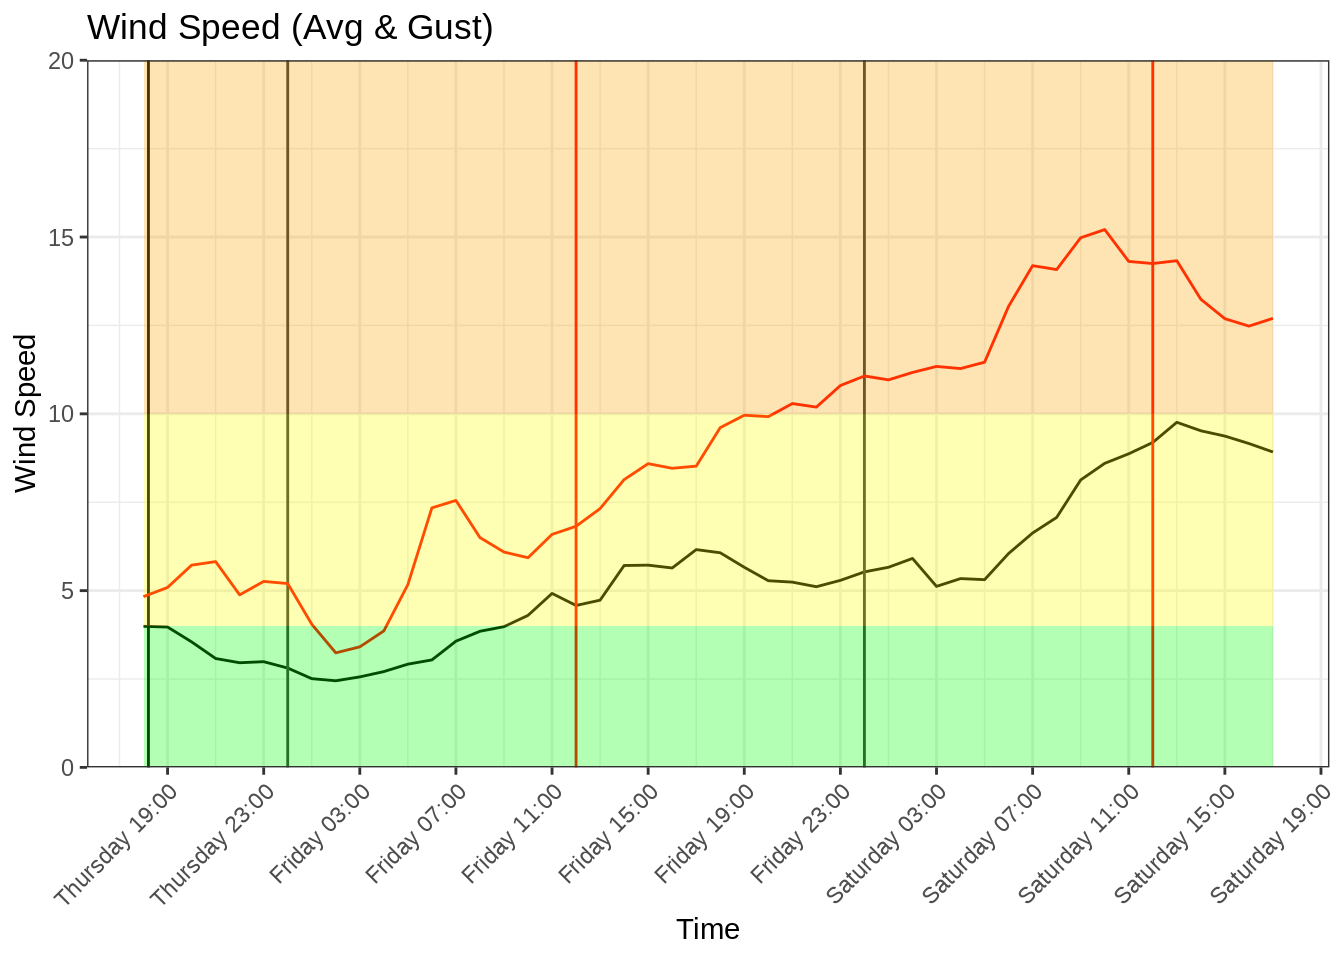 Wind Speed (Avg & Gust)
20
15
10
5
0
Wind Speed
Thursday 19:00
Thursday 23:00
Friday 03:00
Friday 07:00
Friday 11:00
Friday 15:00
Friday 19:00
Friday 23:00
Saturday 03:00
Saturday 07:00
Saturday 11:00
Saturday 15:00
Saturday 19:00
Time